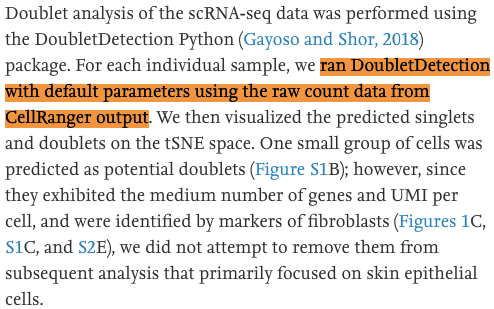 Doublet analysis of the scRNA-seq data was performed using
the DoubletDetection Python (Gayoso and Shor, 2018)
package. For each individual sample, we ran DoubletDetection
with default parameters using the raw count data from
CellRanger output. We then visualized the predicted singlets
and doublets on the tSNE space. One small group of cells was
predicted as potential doublets (Figure S1B); however, since
they exhibited the medium number of genes and UMI per
cell, and were identified by markers of fibroblasts (Figures 1C,
S1C, and S2E), we did not attempt to remove them from
subsequent analysis that primarily focused on skin epithelial
cells.